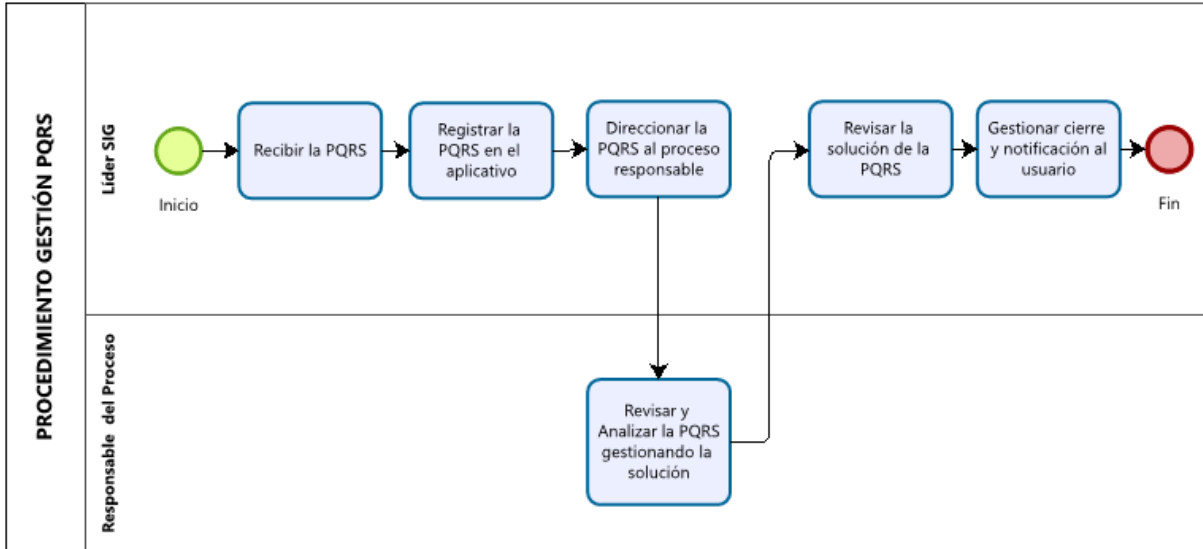 PROCEDIMIENTO GESTIÓN PQRS
Líder SIG
Inicio
Recibir la PQRS
Registrar la
PQRS en el
aplicativo
Direccionar la
PQRS al proceso
responsable
Revisar la
solución de la
PQRS
Gestionar cierre
y notificación al
usuario
Fin
Responsable del Proceso
Revisar y
Analizar la PQRS
gestionando la
solución